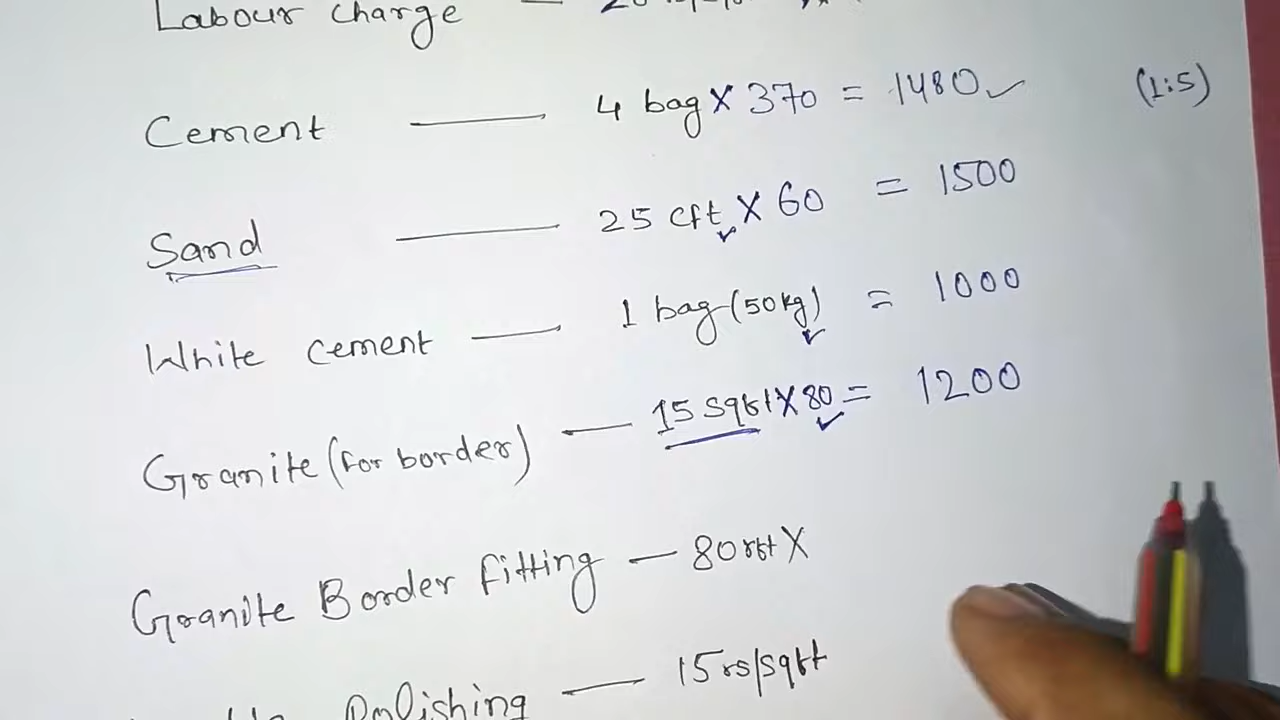 Labour charge —
Cement — 4 bag X 370 = 1480 ✓ (1:5)
Sand — 25 cft X 60 = 1500
White cement — 1 bag (50kg) = 1000
Granite (for border) — 15 sqft X 80 = 1200
Granite Border fitting — 80 rft X
Polishing — 15 rs/sqft